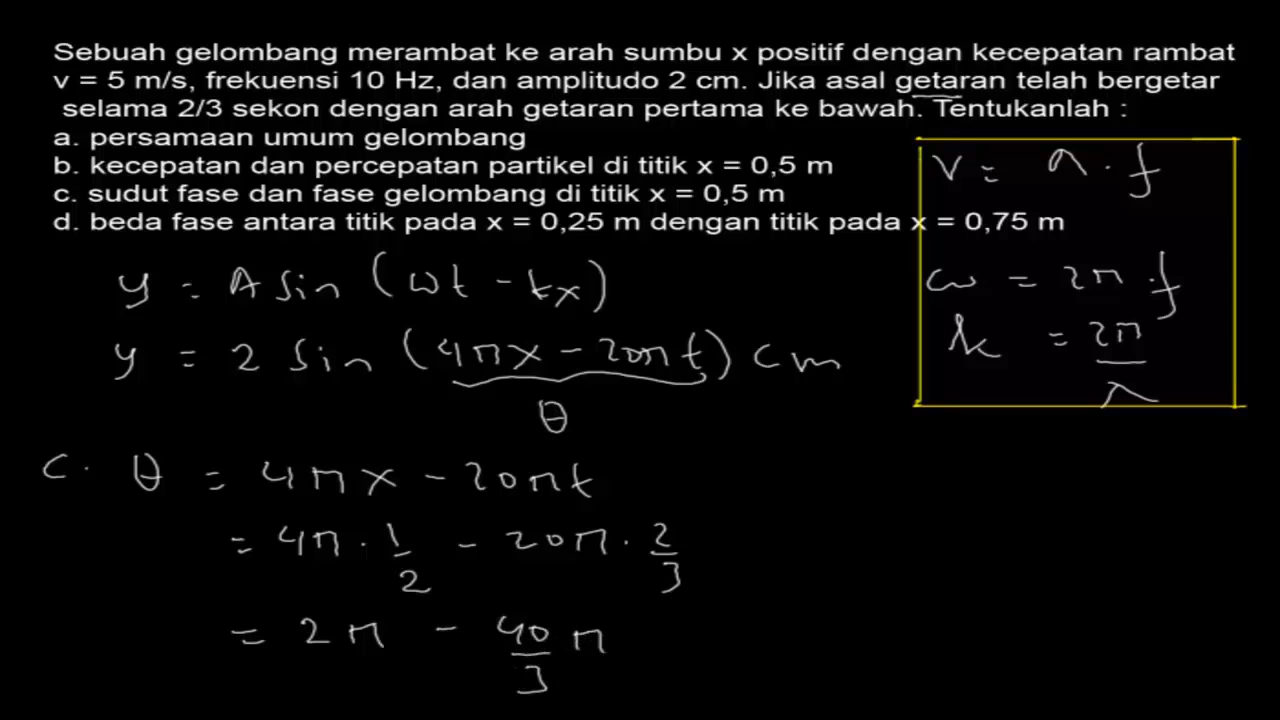 Sebuah gelombang merambat ke arah sumbu x positif dengan kecepatan rambat
v = 5 m/s, frekuensi 10 Hz, dan amplitudo 2 cm. Jika asal getaran telah bergetar
selama 2/3 sekon dengan arah getaran pertama ke bawah. Tentukanlah :
a. persamaan umum gelombang
b. kecepatan dan percepatan partikel di titik x = 0,5 m
c. sudut fase dan fase gelombang di titik x = 0,5 m
d. beda fase antara titik pada x = 0,25 m dengan titik pada x = 0,75 m
v = λ . f
ω = 2π . f
k = 2π/λ
y = A sin (ωt - kx)
y = 2 sin (4πx - 20πt) cm
θ
c. θ = 4πx - 20πt
= 4π . 1/2 - 20π . 2/3
= 2π - 40/3 π